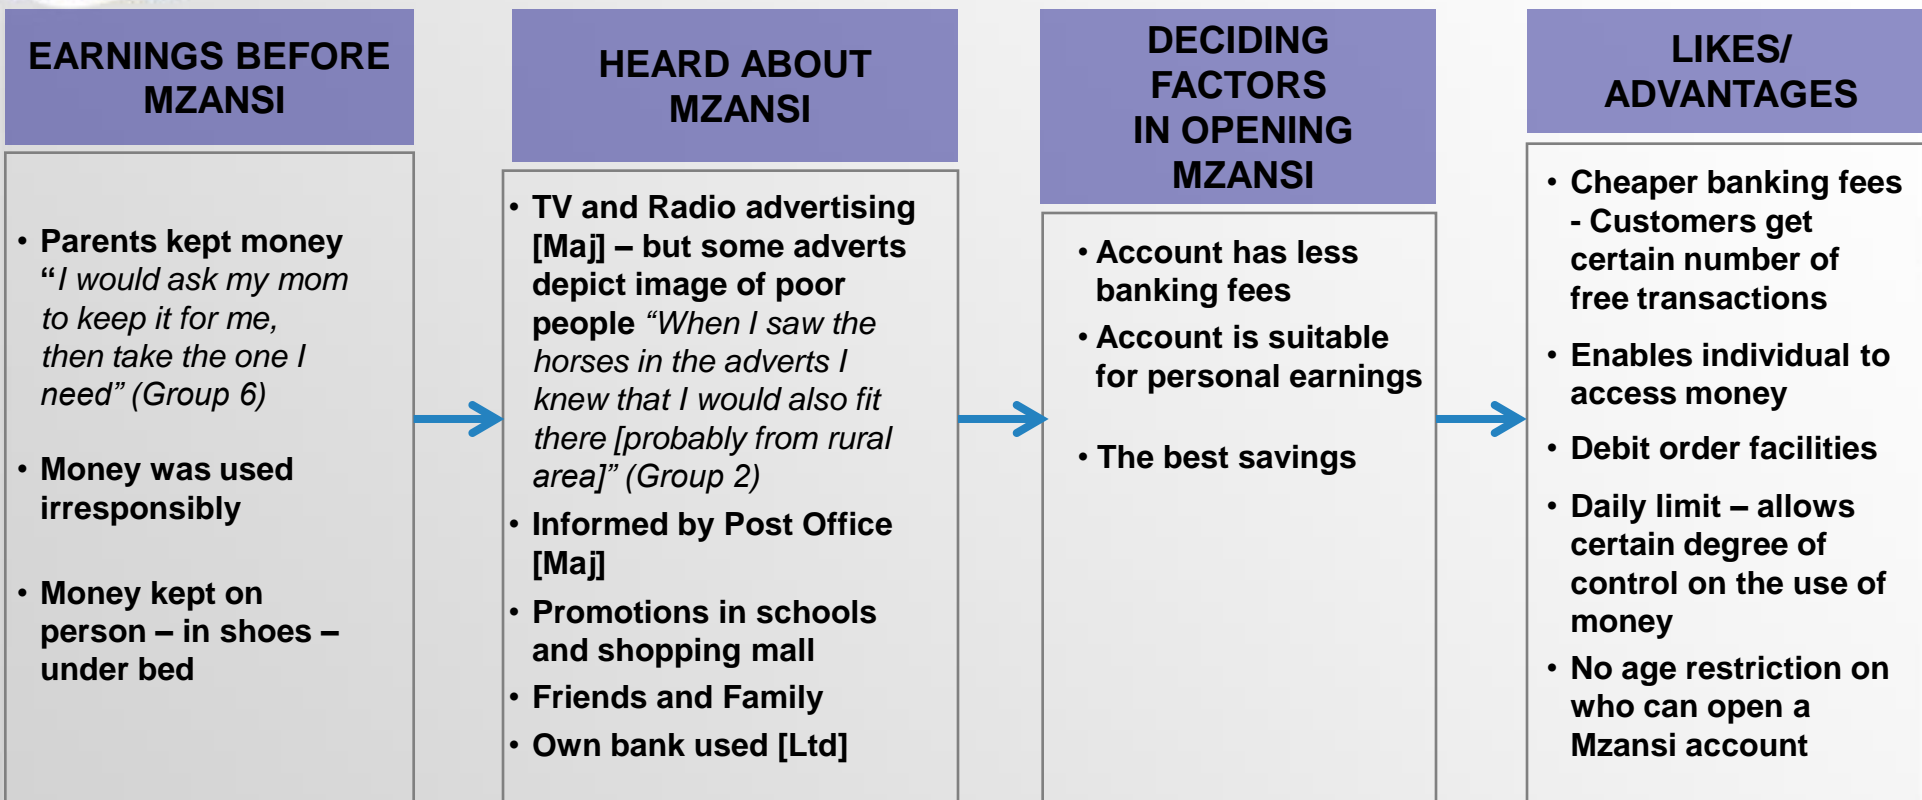 EARNINGS BEFORE
MZANSI
• Parents kept money
“I would ask my mom
to keep it for me,
then take the one I
need” (Group 6)
• Money was used
irresponsibly
• Money kept on
person – in shoes –
under bed
HEARD ABOUT
MZANSI
• TV and Radio advertising
[Maj] – but some adverts
depict image of poor
people “When I saw the
horses in the adverts I
knew that I would also fit
there [probably from rural
area]” (Group 2)
• Informed by Post Office
[Maj]
• Promotions in schools
and shopping mall
• Friends and Family
• Own bank used [Ltd]
DECIDING
FACTORS
IN OPENING
MZANSI
• Account has less
banking fees
• Account is suitable
for personal earnings
• The best savings
LIKES/
ADVANTAGES
• Cheaper banking fees
- Customers get
certain number of
free transactions
• Enables individual to
access money
• Debit order facilities
• Daily limit – allows
certain degree of
control on the use of
money
• No age restriction on
who can open a
Mzansi account